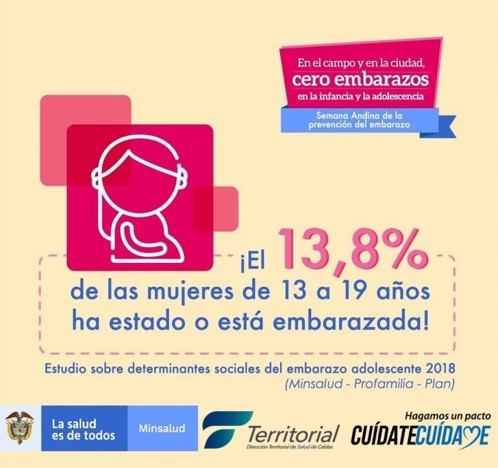 En el campo y en la ciudad,
cero embarazos
en la infancia y la adolescencia
Semana Andina de la
prevención del embarazo
¡El 13,8%
de las mujeres de 13 a 19 años
ha estado o está embarazada!
Estudio sobre determinantes sociales del embarazo adolescente 2018
(Minsalud - Profamilia - Plan)
La salud
es de todos
Minsalud
Territorial
Dirección Territorial de Salud de Caldas
Hagamos un pacto
CUÍDATECUÍDAME